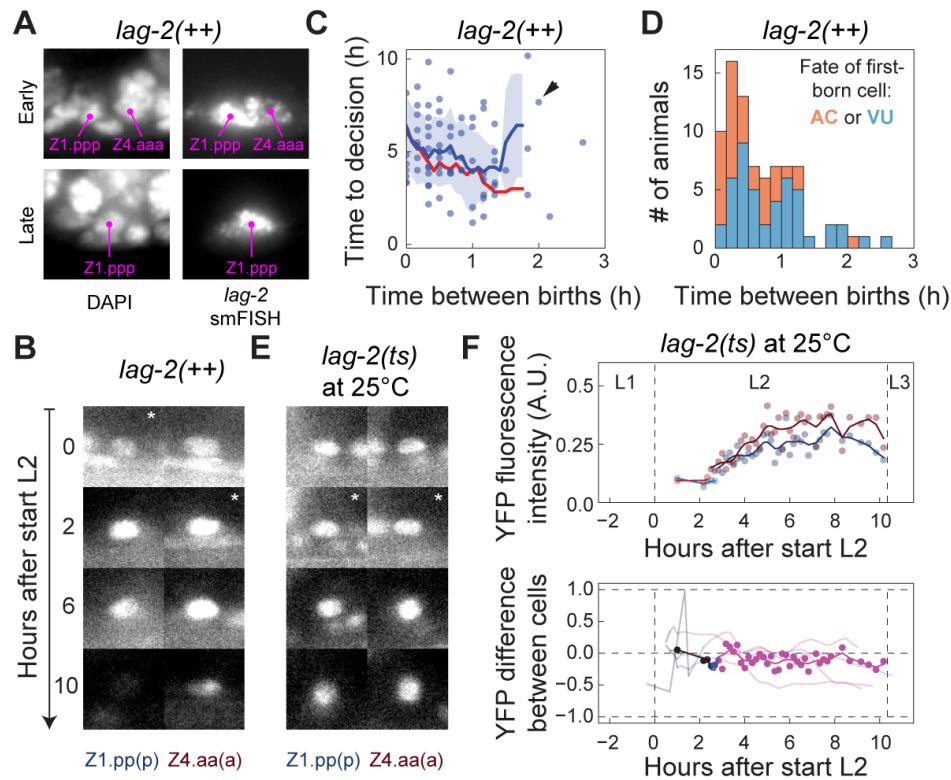 A
lag-2(++)
Early
Z1.ppp
Z4.aaa
Z1.ppp
Z4.aaa
Late
Z1.ppp
Z1.ppp
DAPI
lag-2
smFISH
C
lag-2(++)
Time to decision (h)
10
5
0
0
1
2
3
Time between births (h)
D
lag-2(++)
# of animals
15
10
5
0
Fate of first-
born cell:
AC or VU
0
1
2
3
Time between births (h)
B
lag-2(++)
Hours after start L2
0
*
2
*
6
10
Z1.pp(p) Z4.aa(a)
E
lag-2(ts)
at 25°C
* *
Z1.pp(p) Z4.aa(a)
F
lag-2(ts) at 25°C
YFP fluorescence
intensity (A.U.)
0.5
0.25
0.0
L1
L2
L3
−2 0 2 4 6 8 10
Hours after start L2
YFP difference
between cells
1.0
0.5
0.0
−0.5
−1.0
−2 0 2 4 6 8 10
Hours after start L2